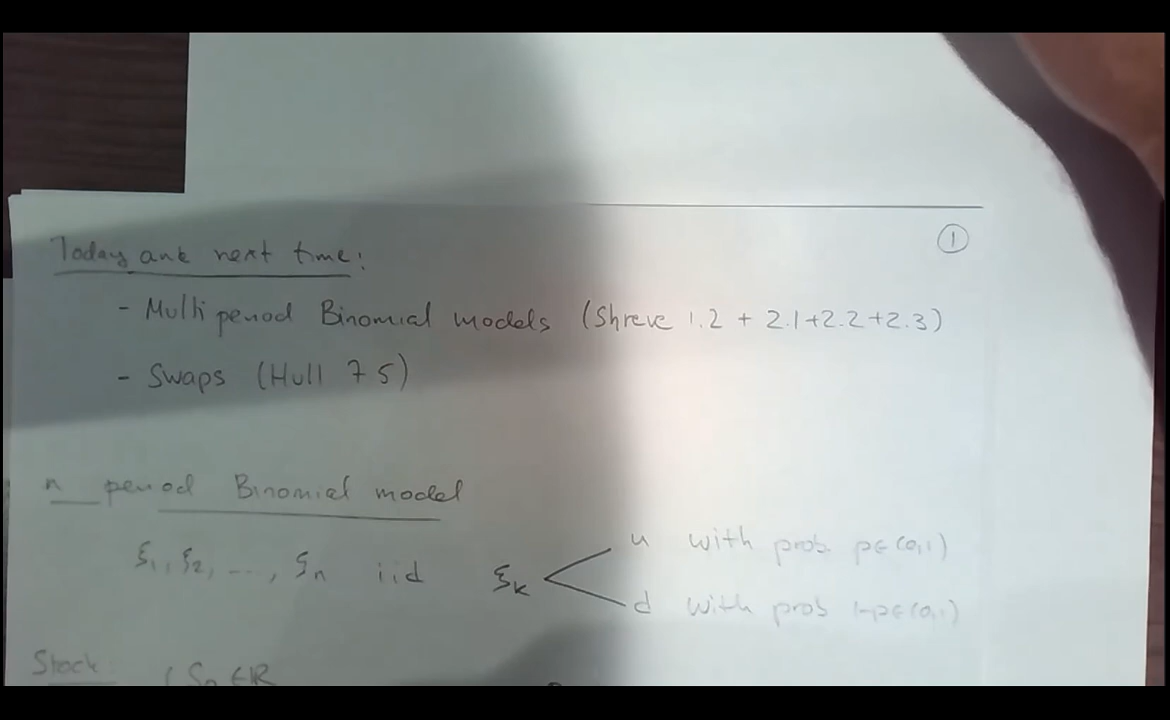 ①
Today and next time:
- Multi period Binomial models (Shreve 1.2 + 2.1+2.2+2.3)
- Swaps (Hull 7 5)
n period Binomial model
ξ₁, ξ₂, ..., ξₙ iid ξₖ < u with prob. p∈(0,1)
d with prob 1-p∈(0,1)
Stock: S₀ ∈ ℝ